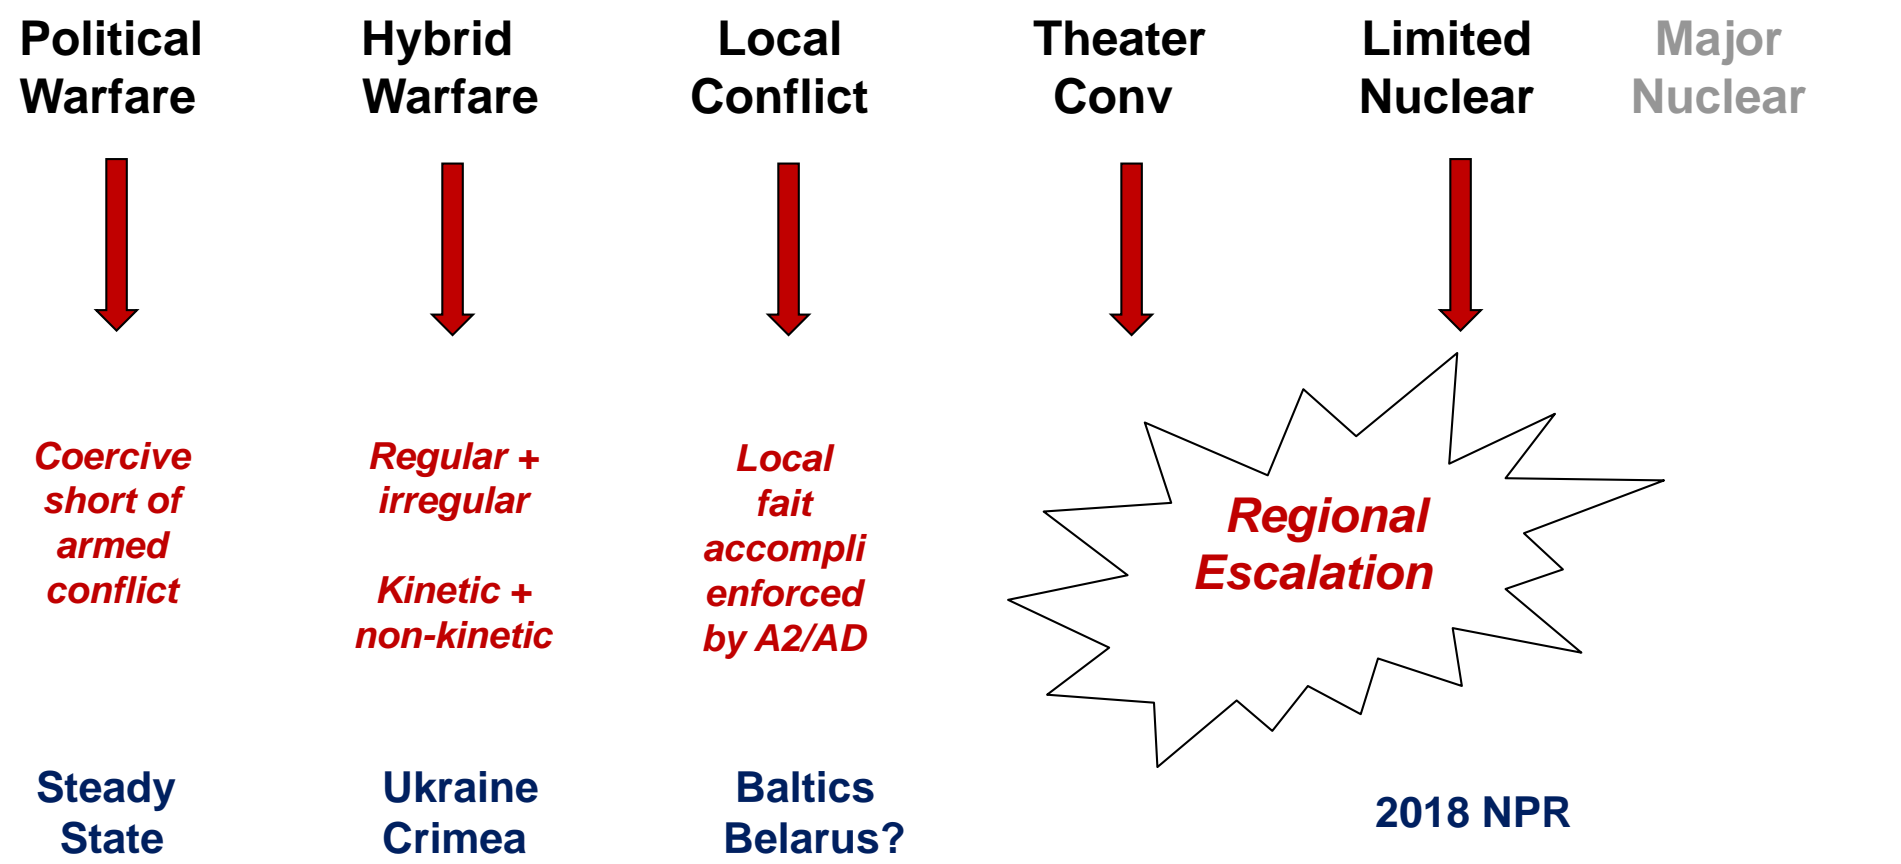 Political
Warfare
Hybrid
Warfare
Local
Conflict
Theater
Conv
Limited
Nuclear
Major
Nuclear
Coercive
short of
armed
conflict
Regular +
irregular
Kinetic +
non-kinetic
Local
fait
accompli
enforced
by A2/AD
Regional
Escalation
Steady
State
Ukraine
Crimea
Baltics
Belarus?
2018 NPR